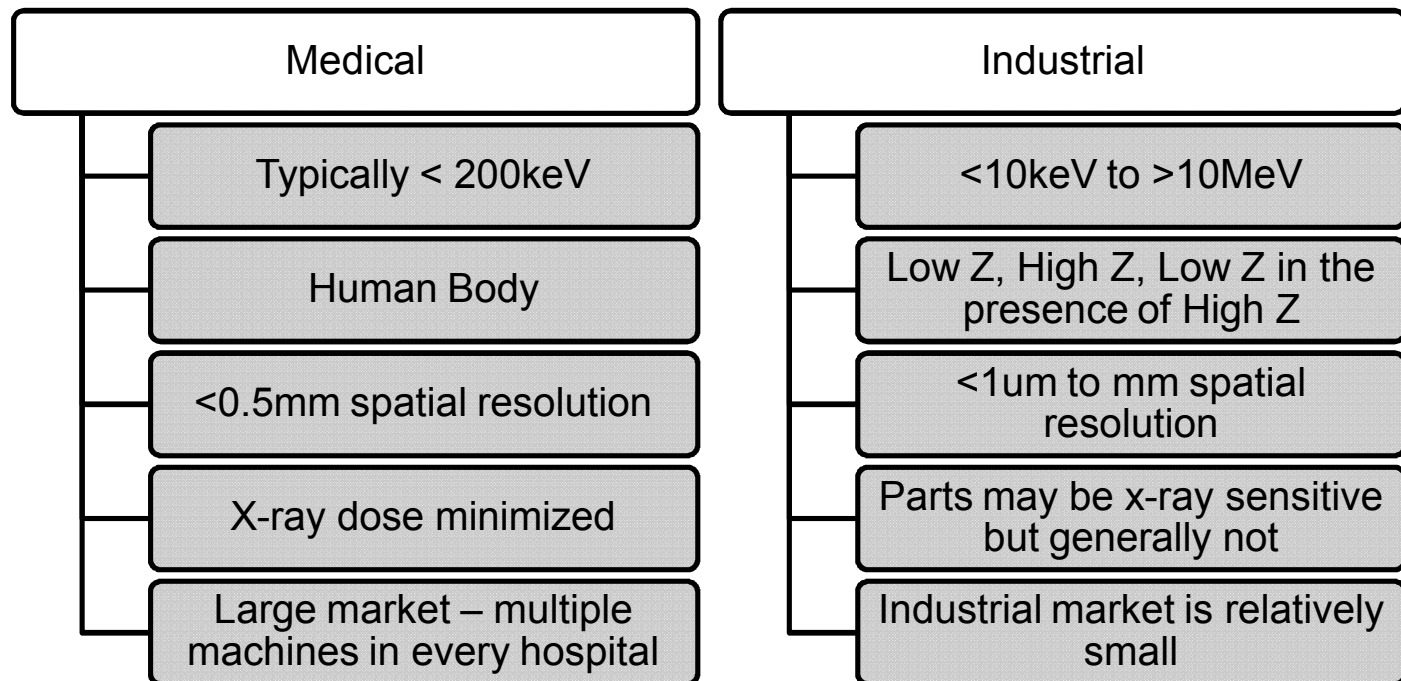 Medical
Typically < 200keV
Human Body
<0.5mm spatial resolution
X-ray dose minimized
Large market – multiple
machines in every hospital
Industrial
<10keV to >10MeV
Low Z, High Z, Low Z in the
presence of High Z
<1um to mm spatial
resolution
Parts may be x-ray sensitive
but generally not
Industrial market is relatively
small